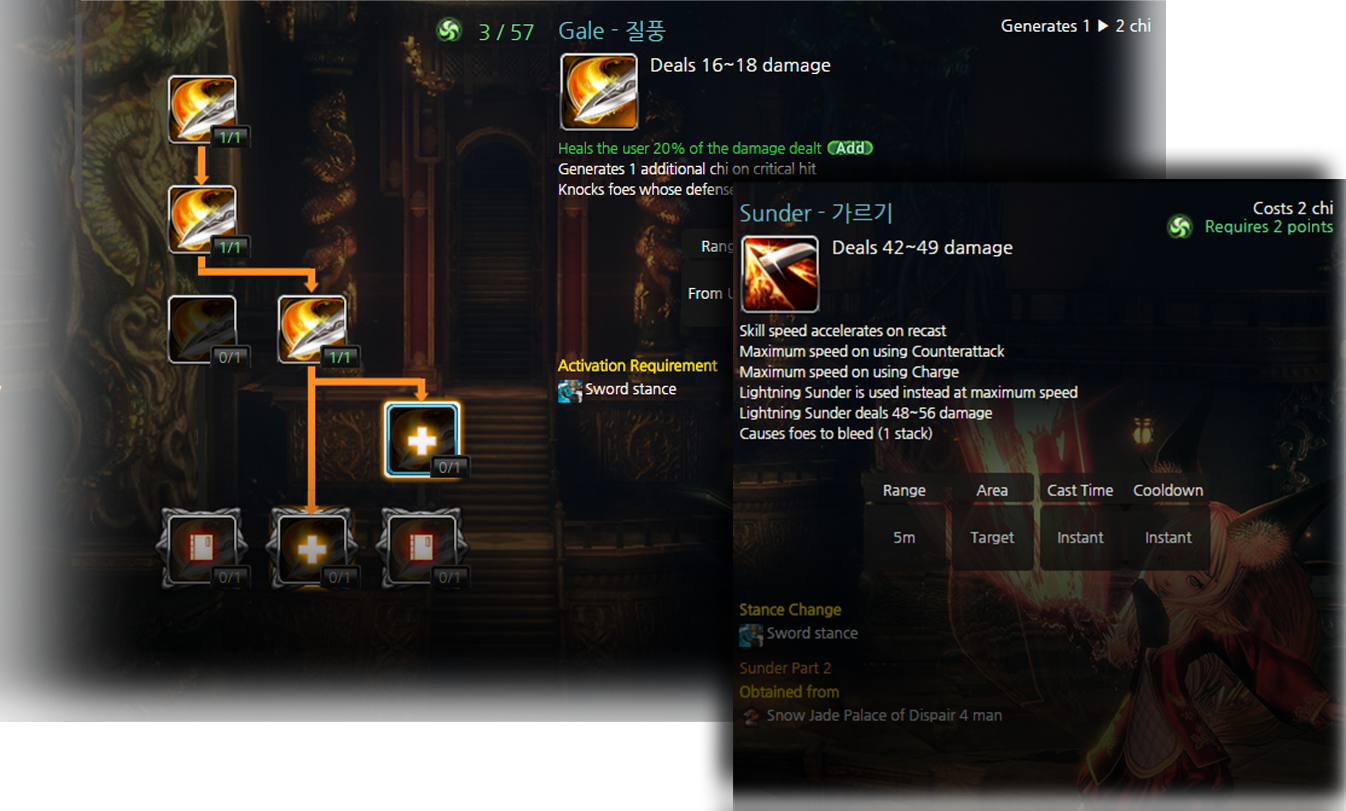 3 / 57
Gale - 질풍
Generates 1 ▶ 2 chi
Deals 16~18 damage
1/1
Heals the user 20% of the damage dealt Add
Generates 1 additional chi on critical hit
Knocks foes whose defense
1/1
Rang
From U
0/1
1/1
Activation Requirement
Sword stance
0/1
0/1
0/1
0/1
Sunder - 가르기
Costs 2 chi
Requires 2 points
Deals 42~49 damage
Skill speed accelerates on recast
Maximum speed on using Counterattack
Maximum speed on using Charge
Lightning Sunder is used instead at maximum speed
Lightning Sunder deals 48~56 damage
Causes foes to bleed (1 stack)
Range Area Cast Time Cooldown
5m Target Instant Instant
Stance Change
Sword stance
Sunder Part 2
Obtained from
Snow Jade Palace of Dispair 4 man